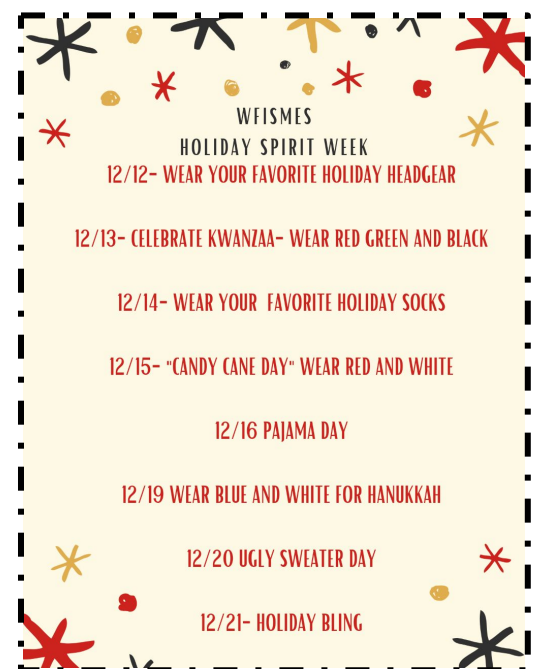 WFISMES
HOLIDAY SPIRIT WEEK
12/12- WEAR YOUR FAVORITE HOLIDAY HEADGEAR
12/13- CELEBRATE KWANZAA- WEAR RED GREEN AND BLACK
12/14- WEAR YOUR FAVORITE HOLIDAY SOCKS
12/15- "CANDY CANE DAY" WEAR RED AND WHITE
12/16 PAJAMA DAY
12/19 WEAR BLUE AND WHITE FOR HANUKKAH
12/20 UGLY SWEATER DAY
12/21- HOLIDAY BLING